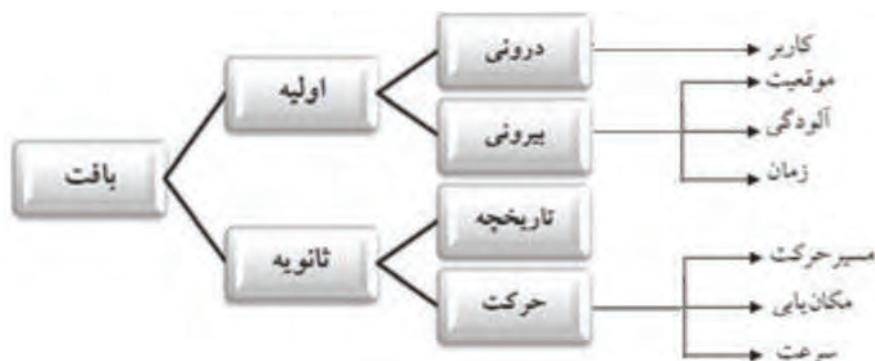 بافت
اولیه
ثانویه
درونی
بیرونی
تاریخچه
حرکت
کاربر
موقعیت
آلودگی
زمان
مسیرحرکت
مکان‌یابی
سرعت